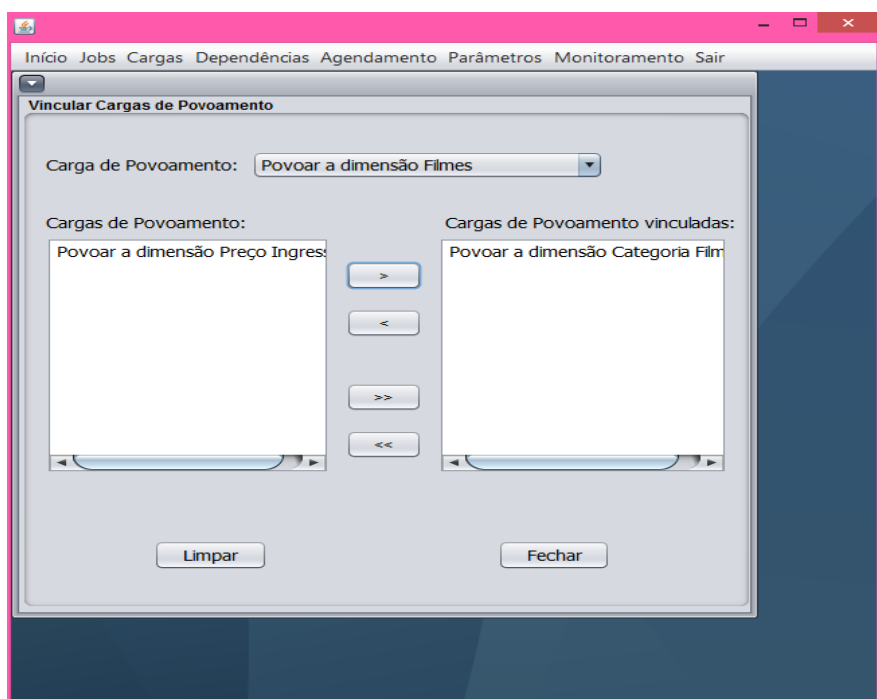 Início Jobs Cargas Dependências Agendamento Parâmetros Monitoramento Sair
Vincular Cargas de Povoamento
Carga de Povoamento: Povoar a dimensão Filmes
Cargas de Povoamento: Cargas de Povoamento vinculadas:
Povoar a dimensão Preço Ingres Povoar a dimensão Categoria Film
>
<
>>
<<
Limpar Fechar